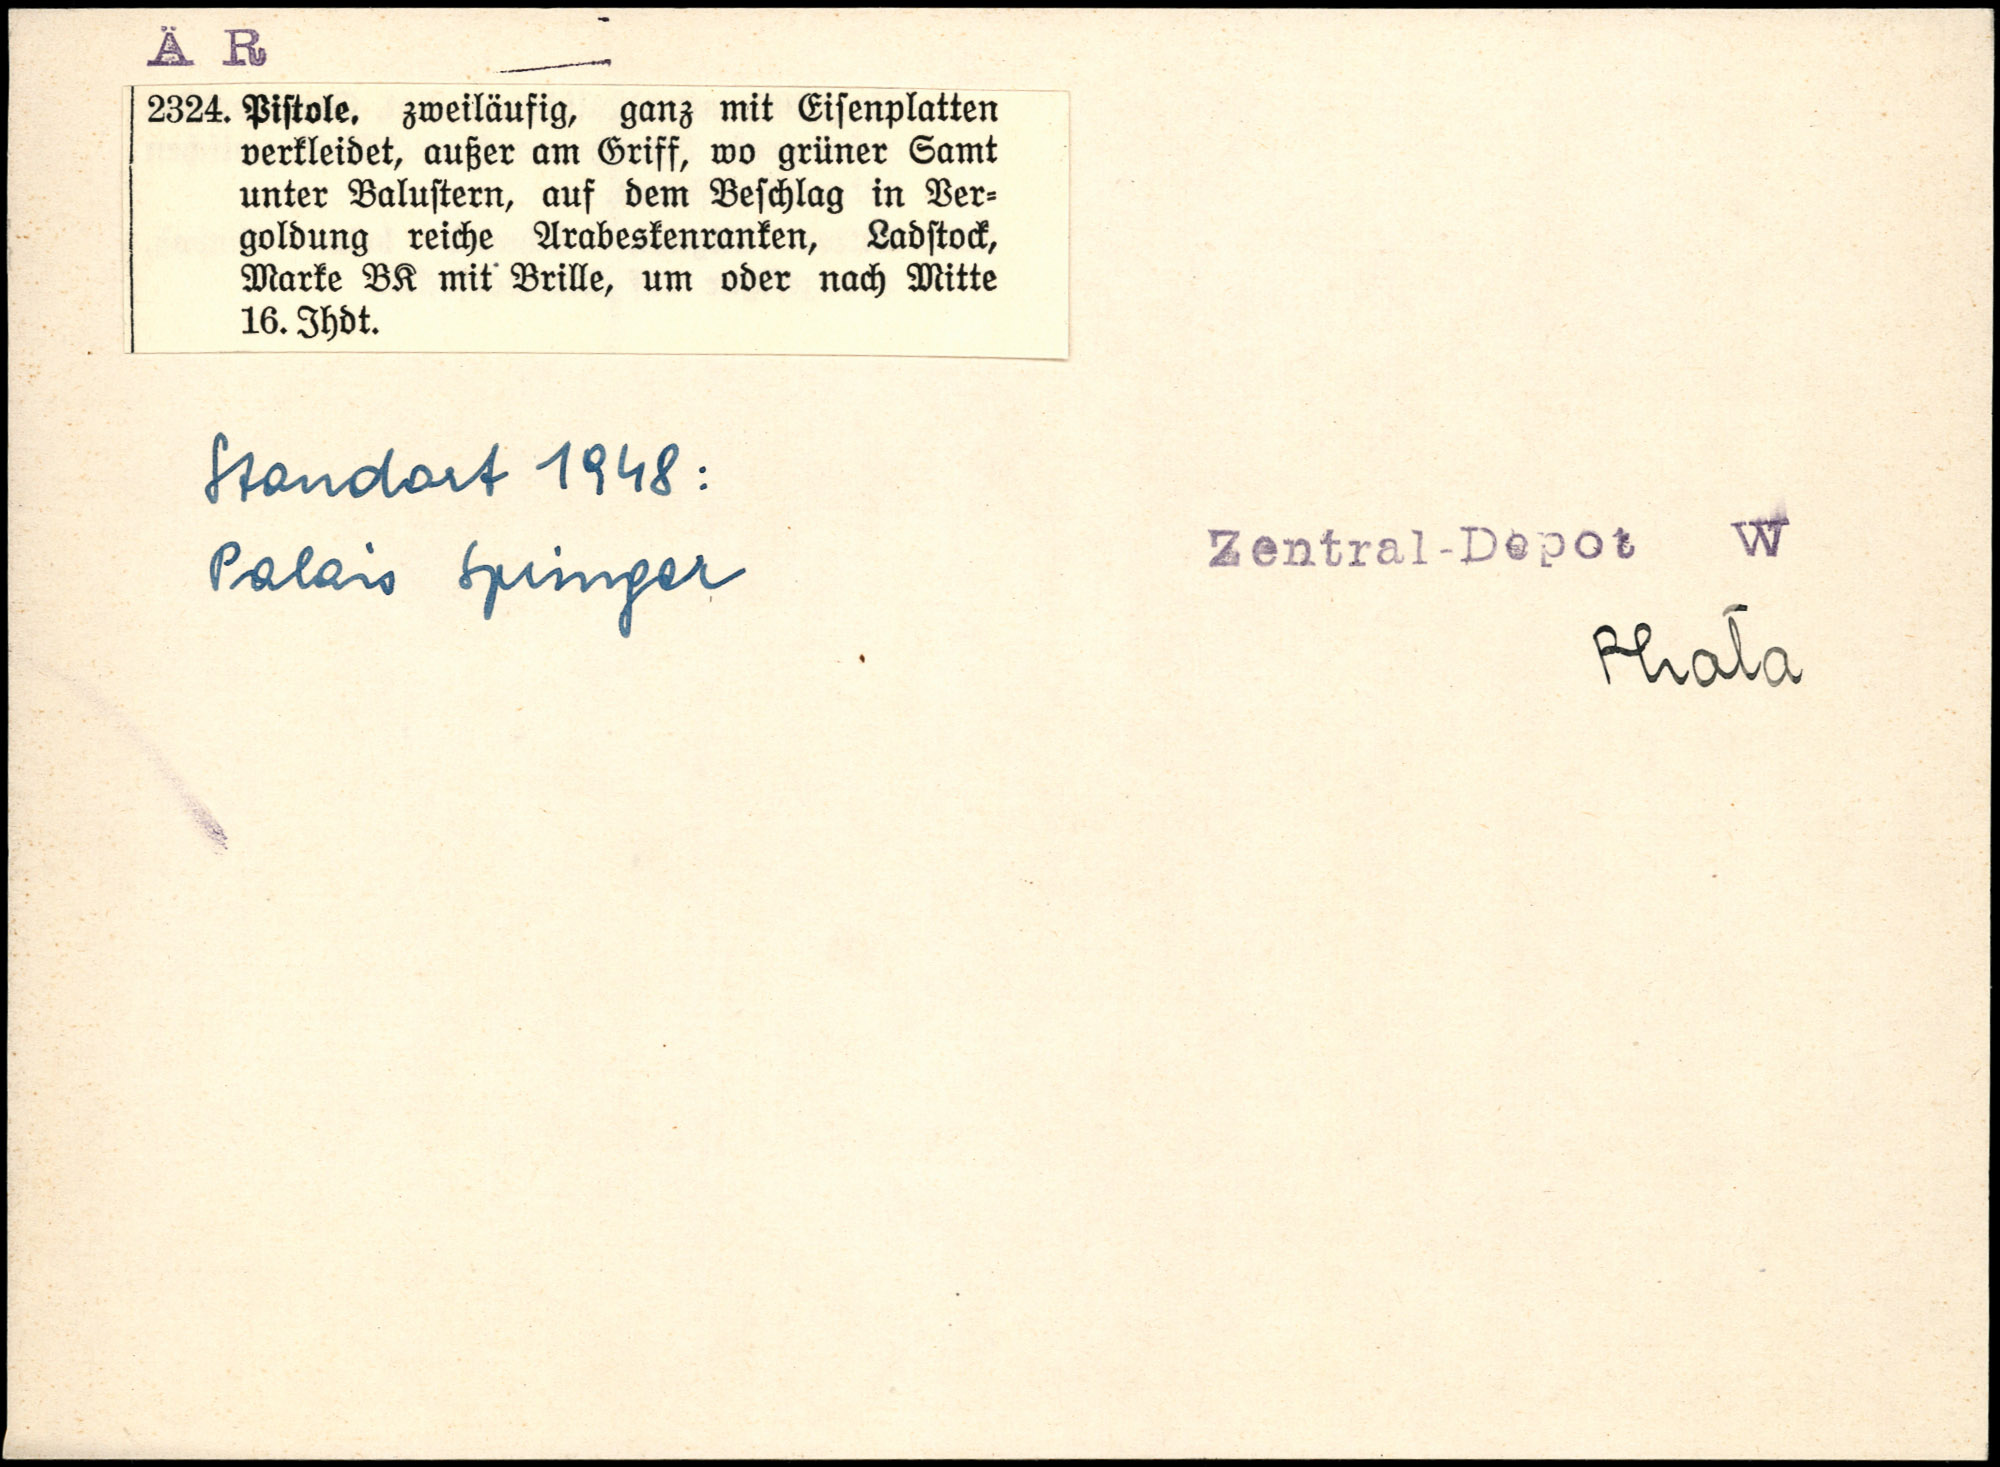 Ä R
2324. Pistole, zweiläufig, ganz mit Eisenplatten
verkleidet, außer am Griff, wo grüner Samt
unter Balustern, auf dem Beschlag in Ver=
goldung reiche Arabeskenranken, Ladstock,
Marke BK mit Brille, um oder nach Mitte
16. Jhdt.
Standort 1948:
Palais Springer
Zentral-Depot W